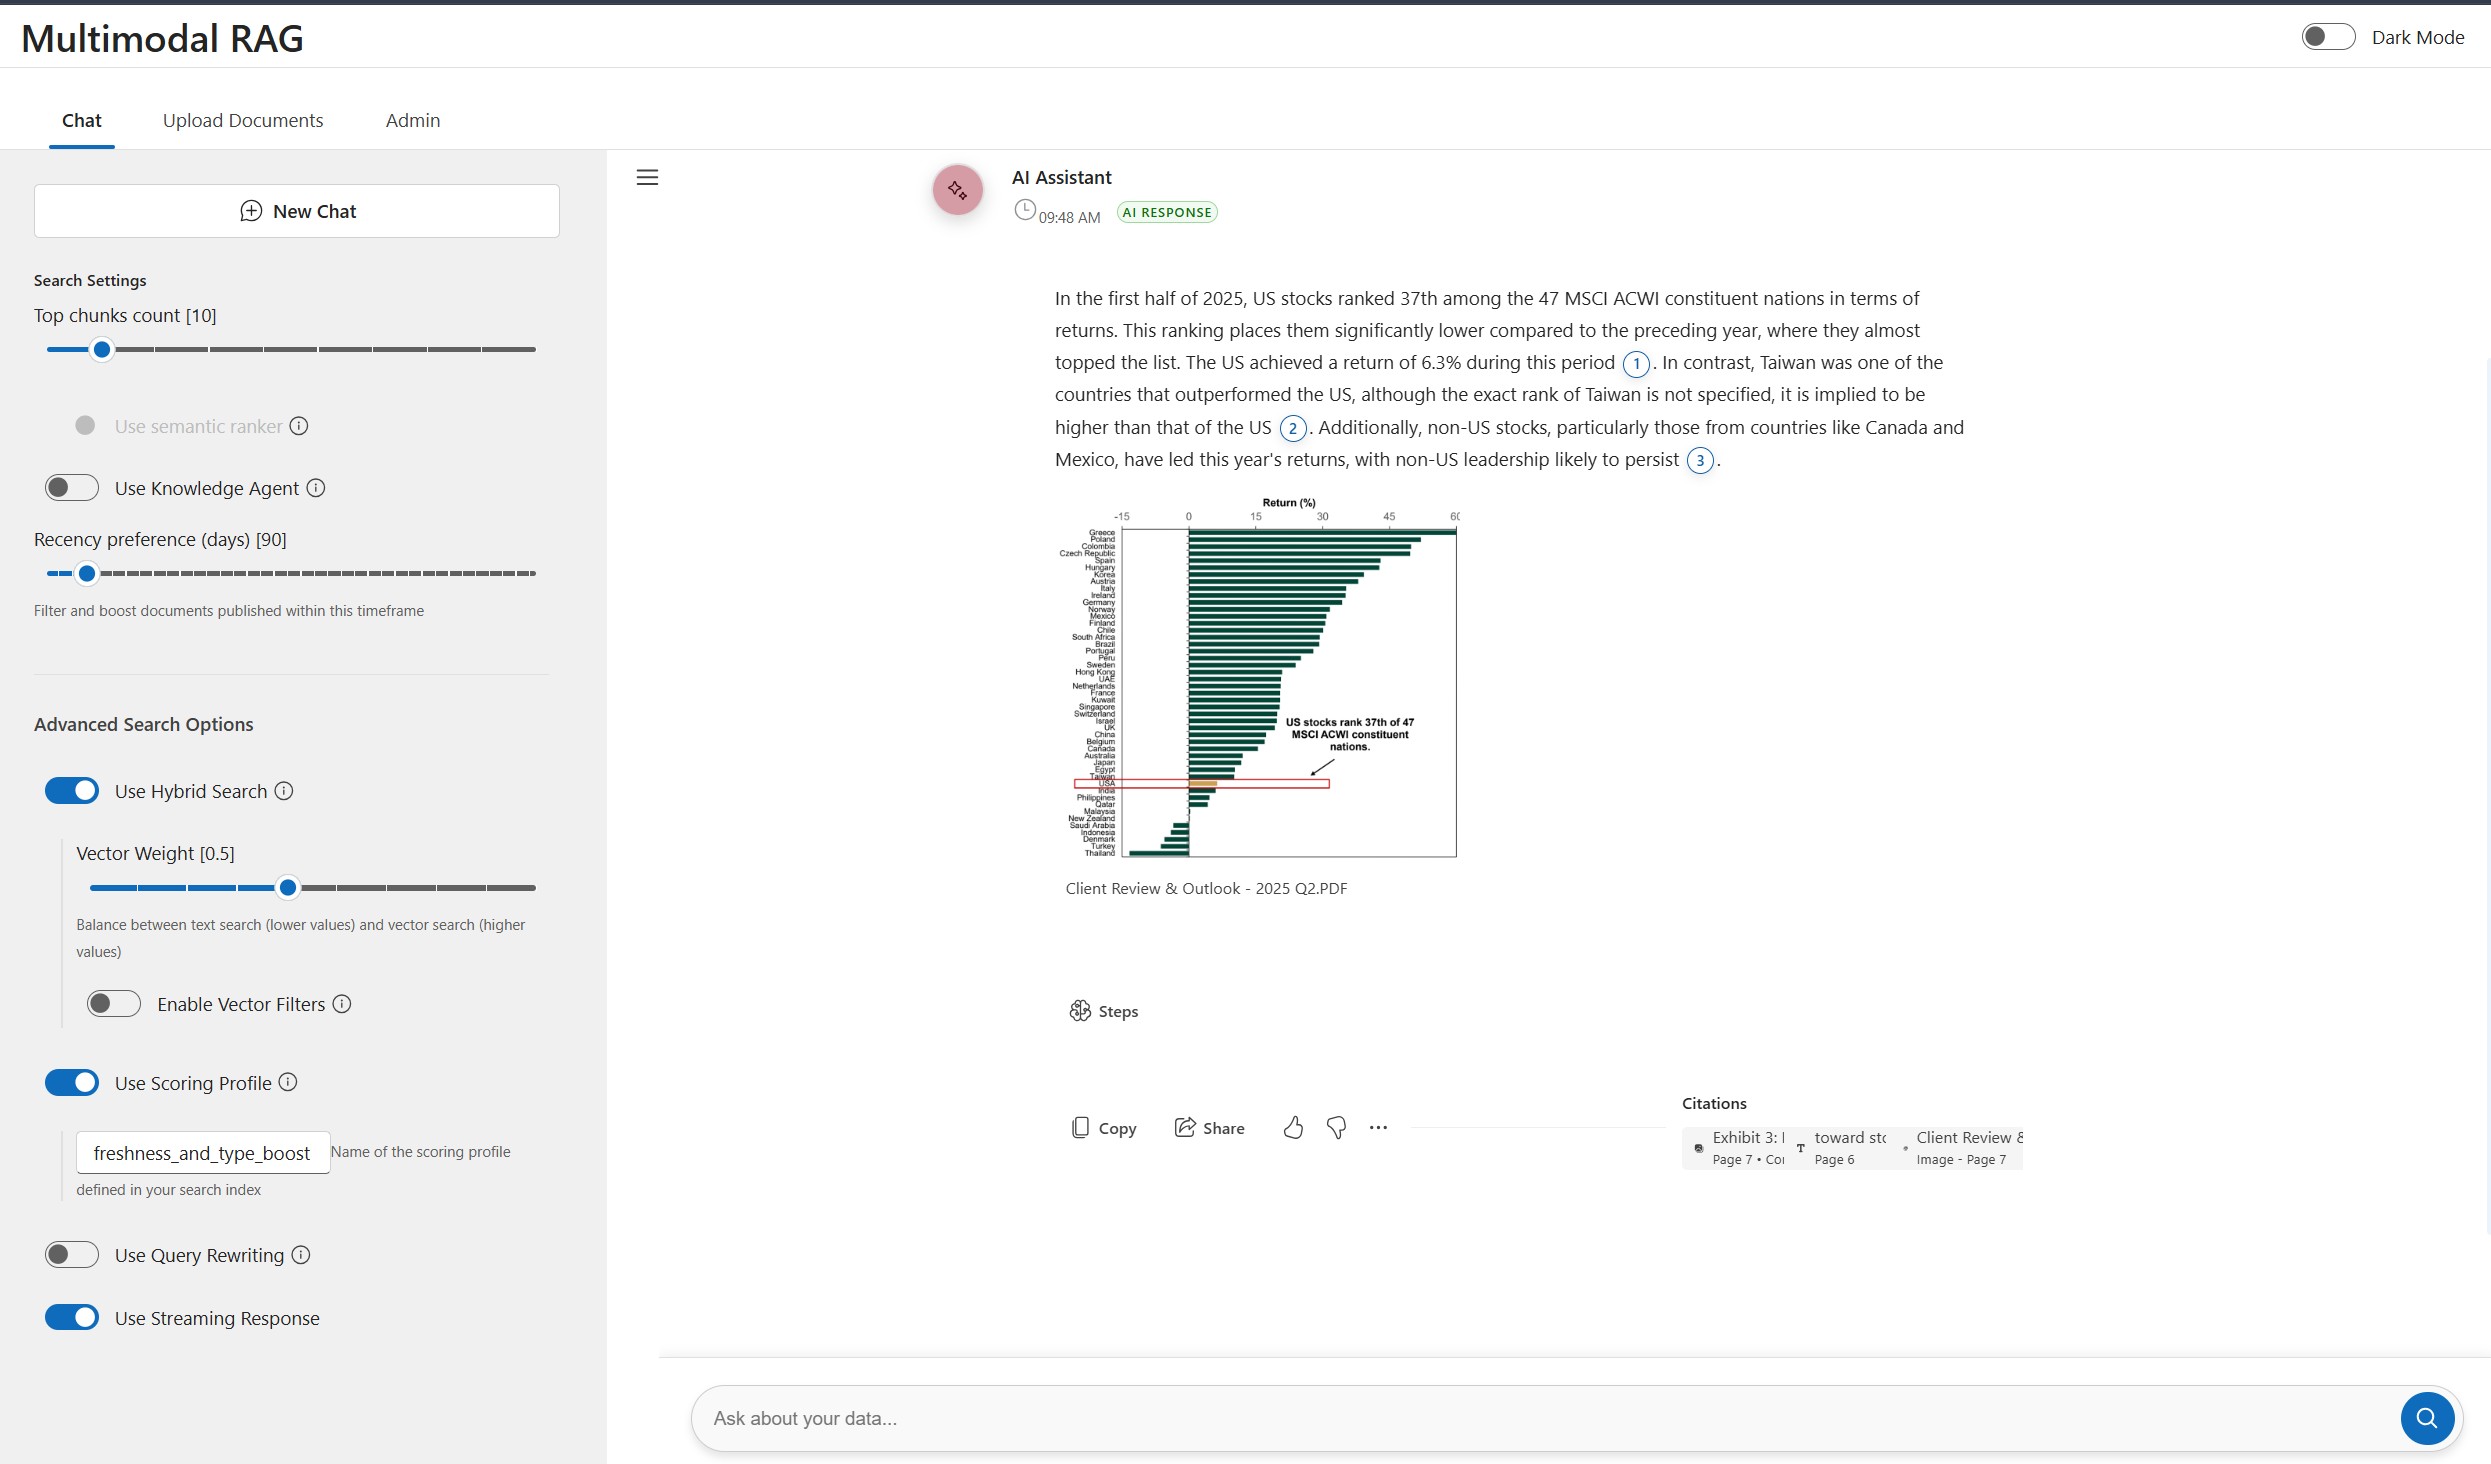 Multimodal RAG
Dark Mode
Chat
Upload Documents
Admin
New Chat
Search Settings
Top chunks count [10]
Use semantic ranker
Use Knowledge Agent
Recency preference (days) [90]
Filter and boost documents published within this timeframe
Advanced Search Options
Use Hybrid Search
Vector Weight [0.5]
Balance between text search (lower values) and vector search (higher
values)
Enable Vector Filters
Use Scoring Profile
freshness_and_type_boost Name of the scoring profile
defined in your search index
Use Query Rewriting
Use Streaming Response
AI Assistant
09:48 AM AI RESPONSE
In the first half of 2025, US stocks ranked 37th among the 47 MSCI ACWI constituent nations in terms of
returns. This ranking places them significantly lower compared to the preceding year, where they almost
topped the list. The US achieved a return of 6.3% during this period 1 . In contrast, Taiwan was one of the
countries that outperformed the US, although the exact rank of Taiwan is not specified, it is implied to be
higher than that of the US 2 . Additionally, non-US stocks, particularly those from countries like Canada and
Mexico, have led this year's returns, with non-US leadership likely to persist 3 .
Return (%)
-15 0 15 30 45 60
Greece
Poland
Colombia
Czech Republic
Spain
Hungary
Korea
Austria
Italy
Ireland
Germany
Norway
Mexico
Finland
Chile
South Africa
Brazil
Portugal
Peru
Sweden
Hong Kong
UAE
Netherlands
France
Kuwait
Singapore
Switzerland
Israel
UK
China
Belgium
Canada
Australia
Japan
Egypt
Taiwan
USA
India
Philippines
Qatar
Malaysia
New Zealand
Saudi Arabia
Indonesia
Denmark
Turkey
Thailand
US stocks rank 37th of 47
MSCI ACWI constituent
nations.
Client Review & Outlook - 2025 Q2.PDF
Steps
Copy
Share
Citations
Exhibit 3:
Page 7 •
toward
Page 6
Client Review &
Image - Page 7
Ask about your data...